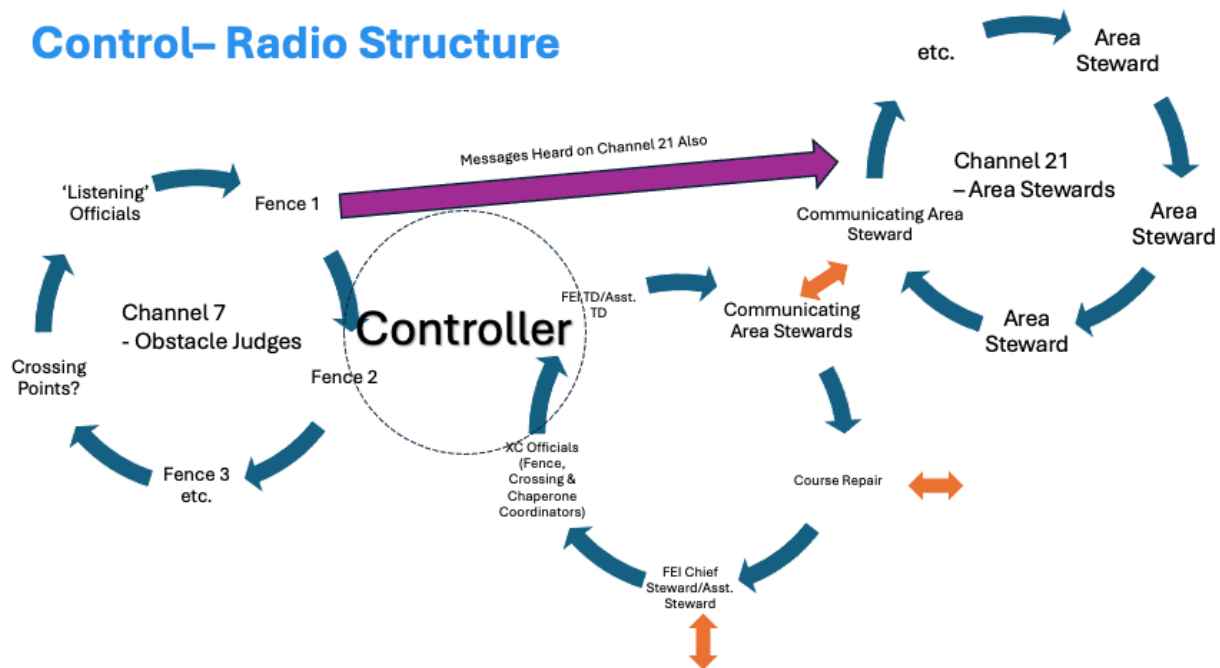 Control– Radio Structure
etc.
Area
Steward
Messages Heard on Channel 21 Also
Channel 21
– Area Stewards
‘Listening’
Officials
Fence 1
Communicating Area
Steward
Area
Steward
Channel 7
- Obstacle Judges
Controller
FEI TD/Asst.
TD
Communicating
Area Stewards
Area
Steward
Crossing
Points?
Fence 2
Fence 3
etc.
XC Officials
(Fence,
Crossing &
Chaperone
Coordinators)
Course Repair
FEI Chief
Steward/Asst.
Steward